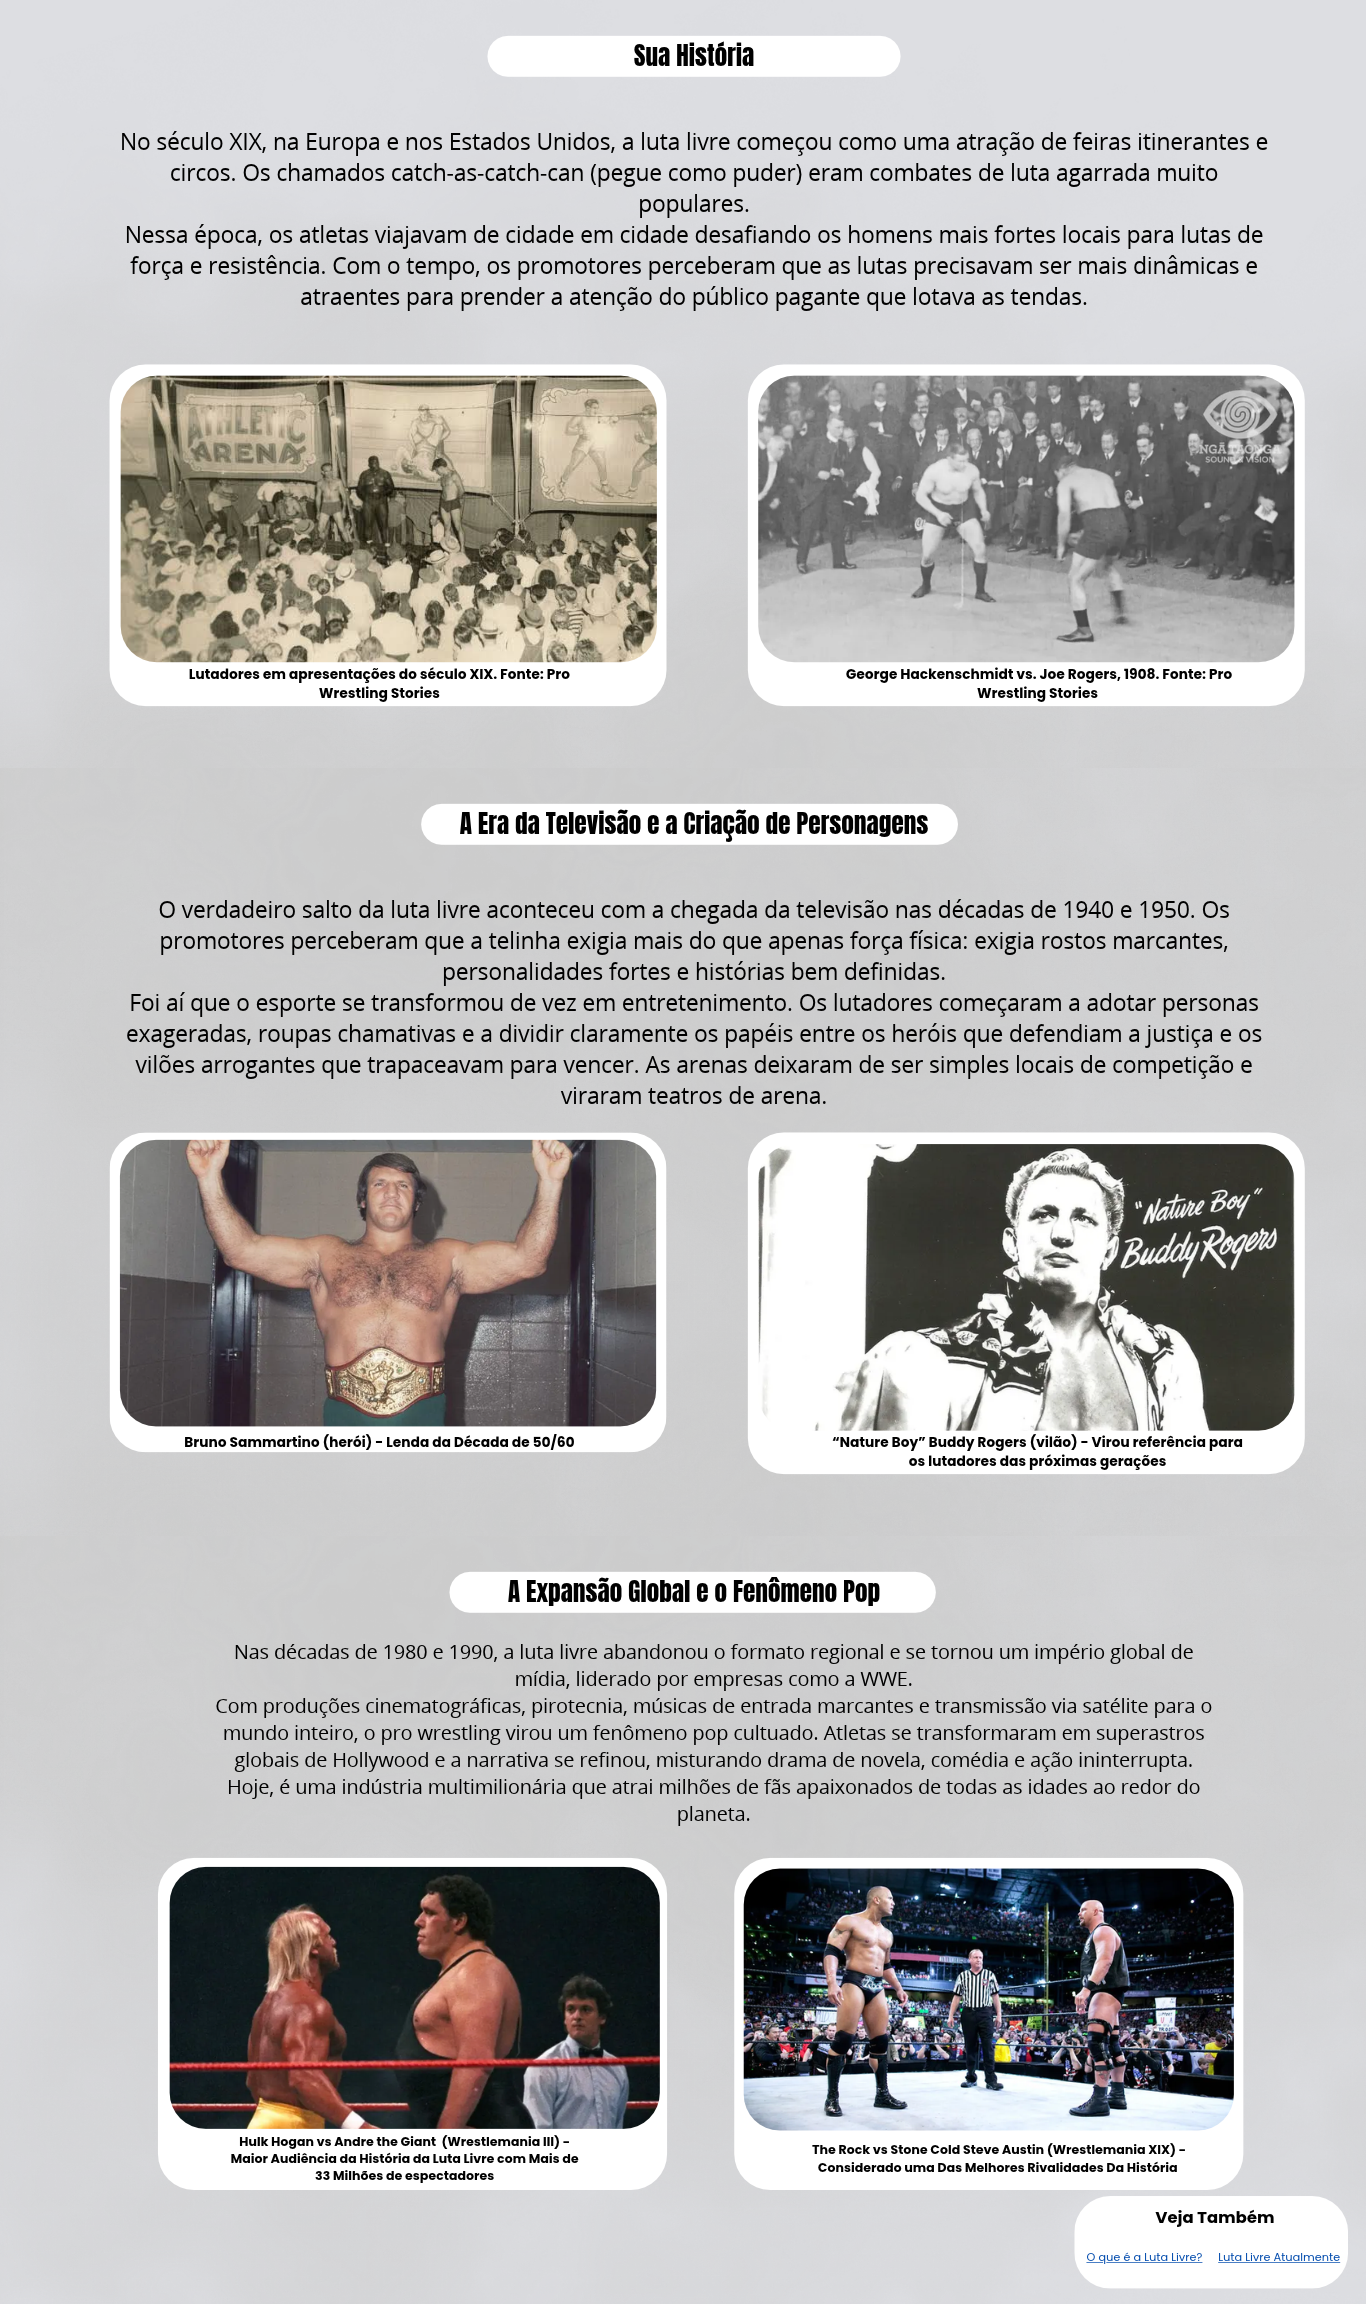 Sua História
No século XIX, na Europa e nos Estados Unidos, a luta livre começou como uma atração de feiras itinerantes e
circos. Os chamados catch-as-catch-can (pegue como puder) eram combates de luta agarrada muito
populares.
Nessa época, os atletas viajavam de cidade em cidade desafiando os homens mais fortes locais para lutas de
força e resistência. Com o tempo, os promotores perceberam que as lutas precisavam ser mais dinâmicas e
atraentes para prender a atenção do público pagante que lotava as tendas.
ATHLETIC
ARENA
NGĀ TAONGA
SOUND & VISION
Lutadores em apresentações do século XIX. Fonte: Pro
Wrestling Stories
George Hackenschmidt vs. Joe Rogers, 1908. Fonte: Pro
Wrestling Stories
A Era da Televisão e a Criação de Personagens
O verdadeiro salto da luta livre aconteceu com a chegada da televisão nas décadas de 1940 e 1950. Os
promotores perceberam que a telinha exigia mais do que apenas força física: exigia rostos marcantes,
personalidades fortes e histórias bem definidas.
Foi aí que o esporte se transformou de vez em entretenimento. Os lutadores começaram a adotar personas
exageradas, roupas chamativas e a dividir claramente os papéis entre os heróis que defendiam a justiça e os
vilões arrogantes que trapaceavam para vencer. As arenas deixaram de ser simples locais de competição e
viraram teatros de arena.
"Nature Boy"
Buddy Rogers
Bruno Sammartino (herói) - Lenda da Década de 50/60
“Nature Boy” Buddy Rogers (vilão) - Virou referência para
os lutadores das próximas gerações
A Expansão Global e o Fenômeno Pop
Nas décadas de 1980 e 1990, a luta livre abandonou o formato regional e se tornou um império global de
mídia, liderado por empresas como a WWE.
Com produções cinematográficas, pirotecnia, músicas de entrada marcantes e transmissão via satélite para o
mundo inteiro, o pro wrestling virou um fenômeno pop cultuado. Atletas se transformaram em superastros
globais de Hollywood e a narrativa se refinou, misturando drama de novela, comédia e ação ininterrupta.
Hoje, é uma indústria multimilionária que atrai milhões de fãs apaixonados de todas as idades ao redor do
planeta.
Hulk Hogan vs Andre the Giant (Wrestlemania III) -
Maior Audiência da História da Luta Livre com Mais de
33 Milhões de espectadores
The Rock vs Stone Cold Steve Austin (Wrestlemania XIX) -
Considerado uma Das Melhores Rivalidades Da História
Veja Também
O que é a Luta Livre? Luta Livre Atualmente